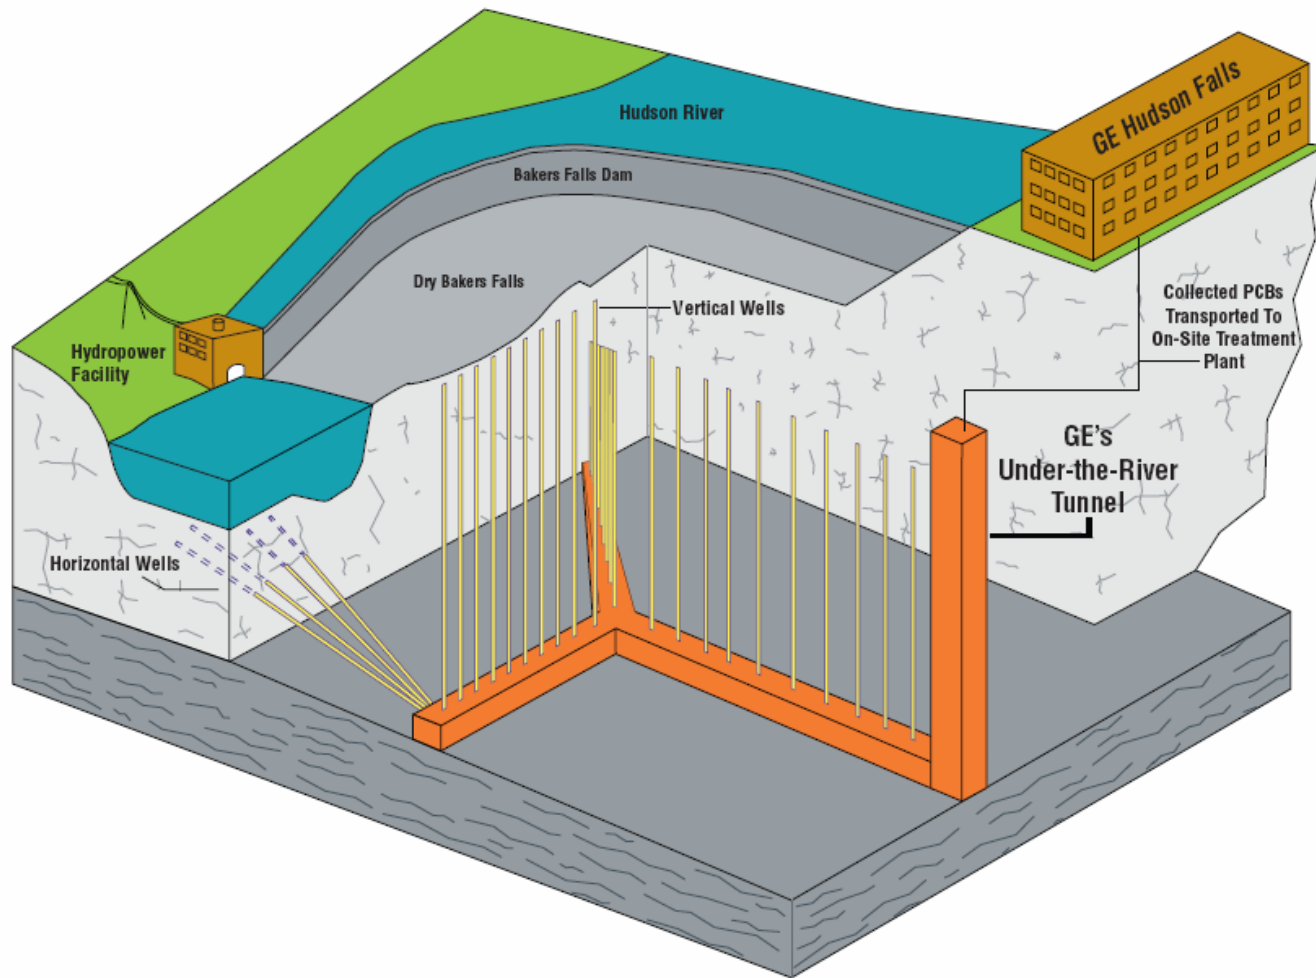 Hudson River
GE Hudson Falls
Bakers Falls Dam
Dry Bakers Falls
Vertical Wells
Collected PCBs
Transported To
On-Site Treatment
Plant
Hydropower
Facility
GE's
Under-the-River
Tunnel
Horizontal Wells